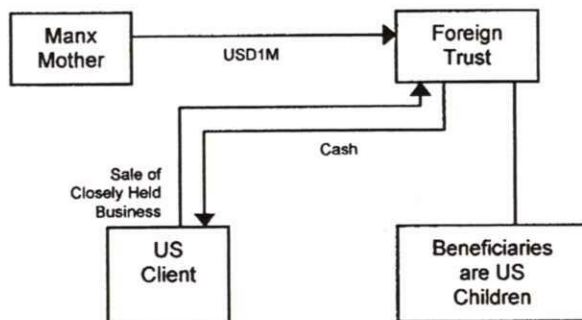 Manx
Mother
USD1M
Foreign
Trust
Cash
Sale of
Closely Held
Business
US
Client
Beneficiaries
are US
Children